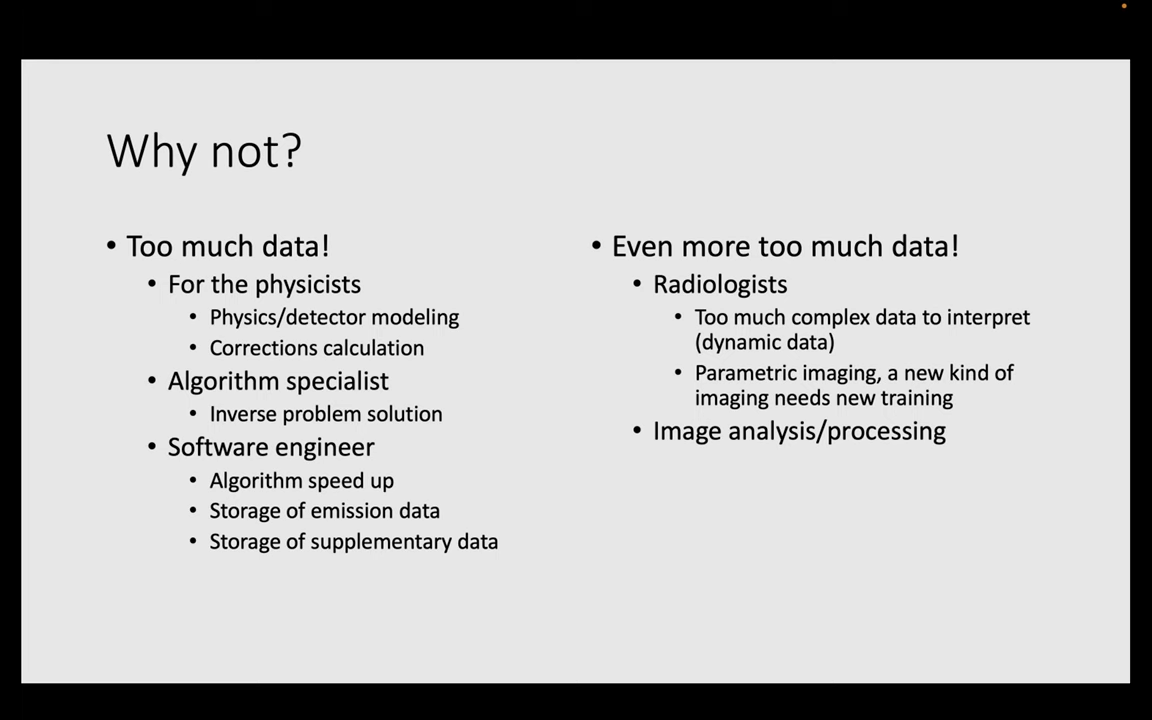 Why not?
• Too much data!
• For the physicists
• Physics/detector modeling
• Corrections calculation
• Algorithm specialist
• Inverse problem solution
• Software engineer
• Algorithm speed up
• Storage of emission data
• Storage of supplementary data
• Even more too much data!
• Radiologists
• Too much complex data to interpret
(dynamic data)
• Parametric imaging, a new kind of
imaging needs new training
• Image analysis/processing